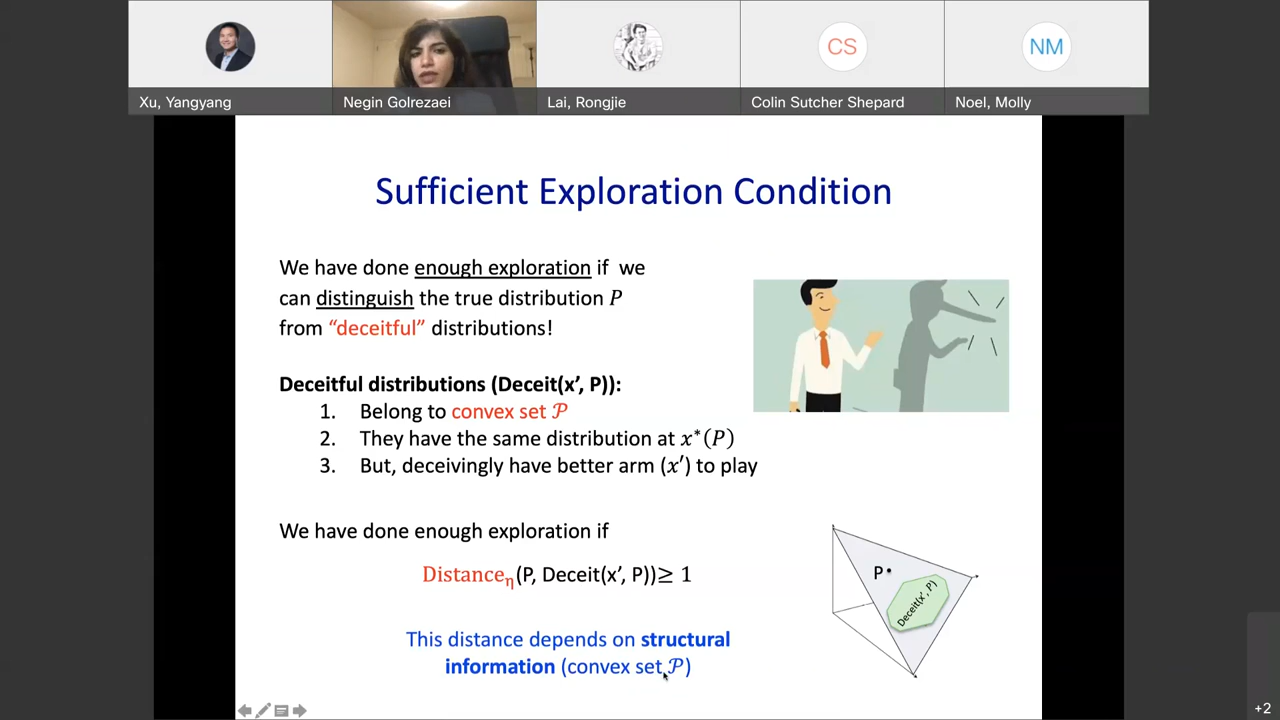 Xu, Yangyang
Negin Golrezaei
Lai, Rongjie
CS
Colin Sutcher Shepard
NM
Noel, Molly
Sufficient Exploration Condition
We have done enough exploration if we
can distinguish the true distribution P
from “deceitful” distributions!
Deceitful distributions (Deceit(x’, P)):
1. Belong to convex set 𝒫
2. They have the same distribution at x*(P)
3. But, deceivingly have better arm (x′) to play
We have done enough exploration if
Distanceη(P, Deceit(x’, P))≥ 1
This distance depends on structural
information (convex set 𝒫)
P
Deceit(x’, P)
+2